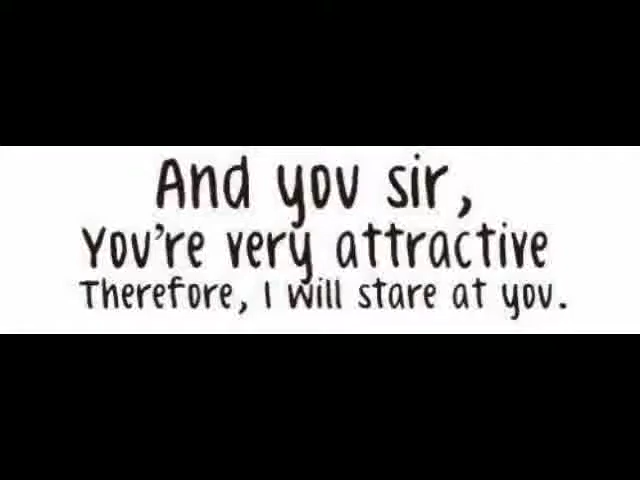 And you sir,
You're very attractive
Therefore, I will stare at you.